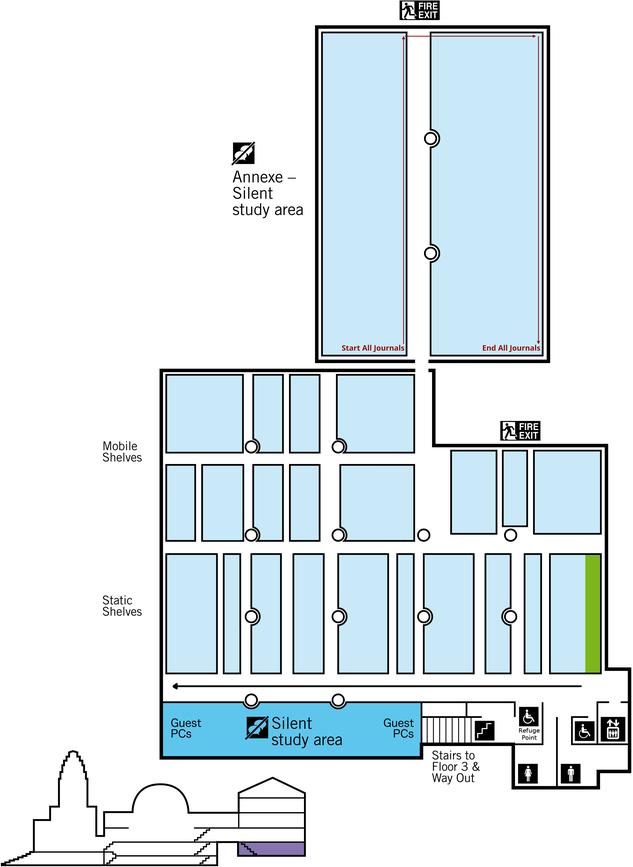 FIRE
EXIT
Annexe –
Silent
study area
Start All Journals
End All Journals
FIRE
EXIT
Mobile
Shelves
Static
Shelves
Guest
PCs
Silent
study area
Guest
PCs
Refuge
Point
Stairs to
Floor 3 &
Way Out